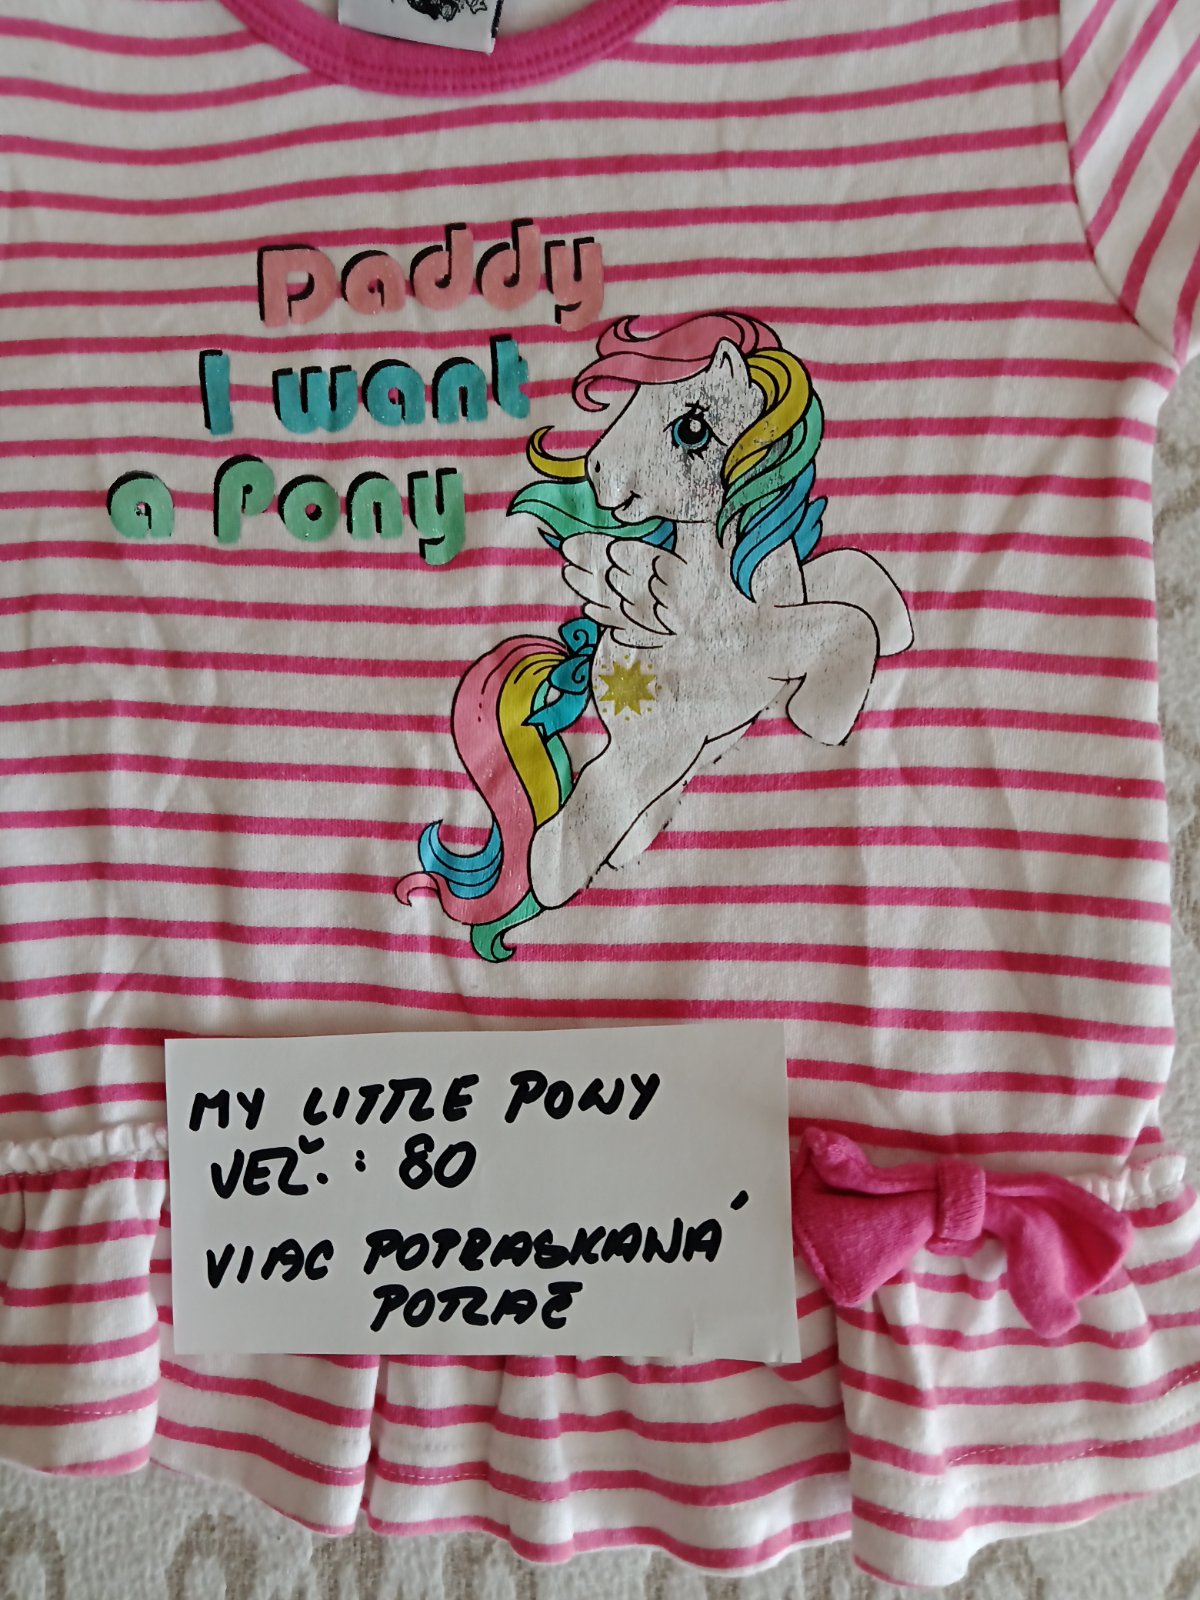 Daddy
I want
a Pony
MY LITTLE PONY
VEĽ. : 80
VIAC POTRASKANÁ
POTLAČ